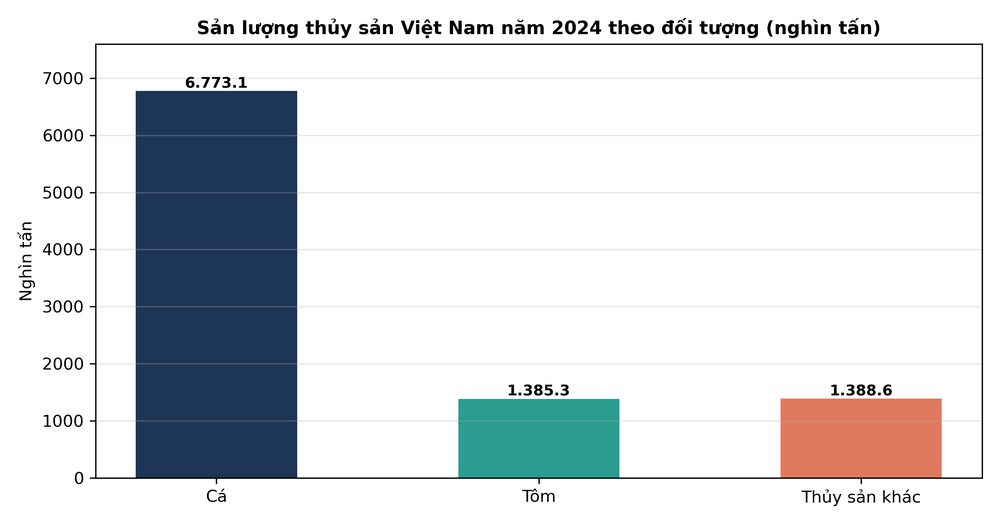 Sản lượng thủy sản Việt Nam năm 2024 theo đối tượng (nghìn tấn)
Nghìn tấn
7000
6000
5000
4000
3000
2000
1000
0
6.773.1
1.385.3
1.388.6
Cá
Tôm
Thủy sản khác